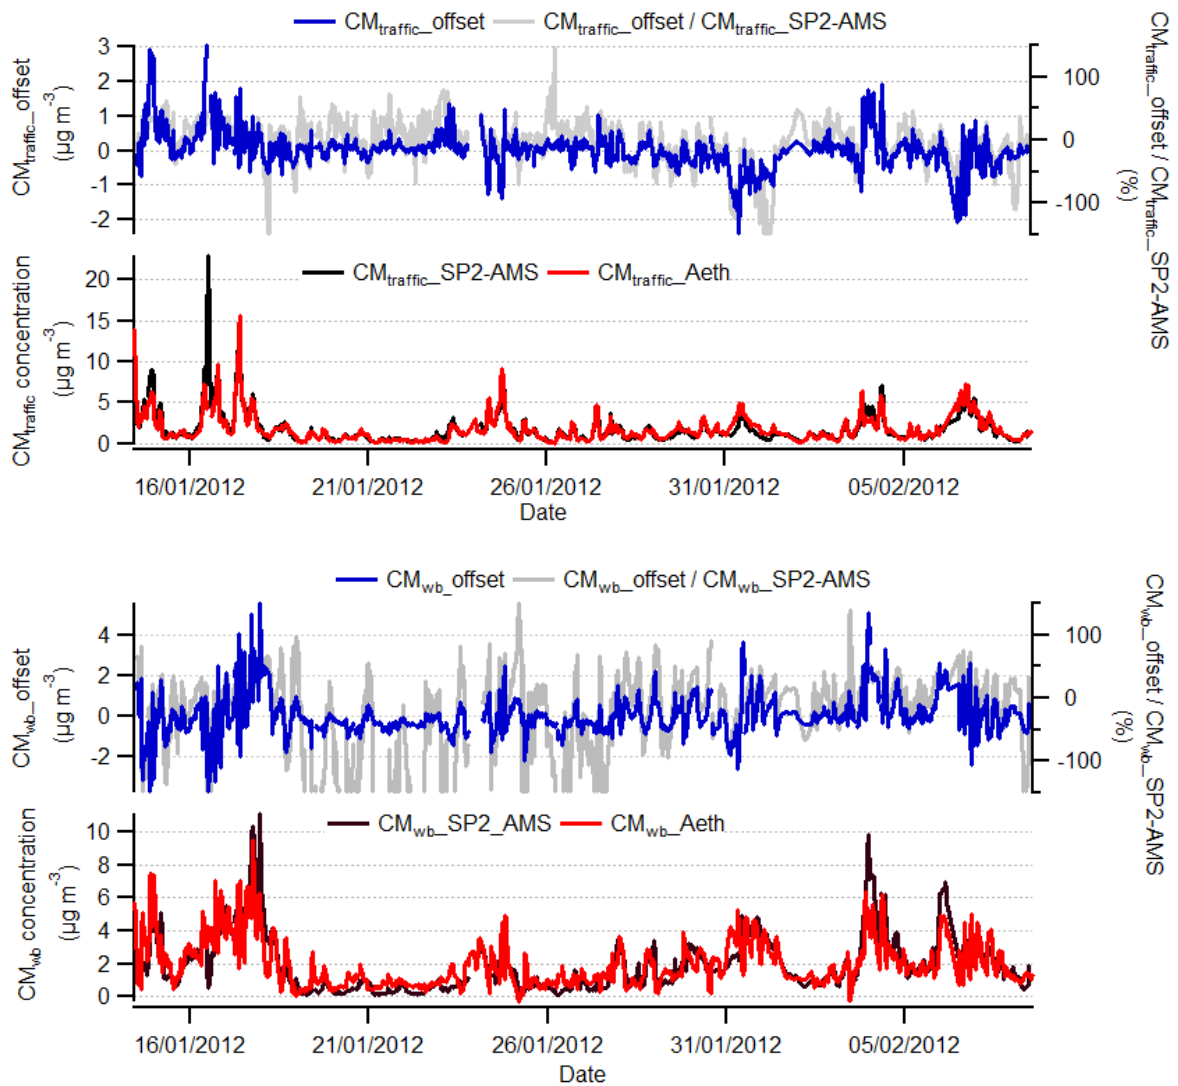 CMtraffic_offset CMtraffic_offset / CMtraffic_SP2-AMS
CMtraffic_offset
(µg m-3)
3
2
1
0
-1
-2
100
0
-100
CMtraffic_offset / CMtraffic_SP2-AMS
(%)
CMtraffic_SP2-AMS CMtraffic_Aeth
CMtraffic concentration
(µg m-3)
20
15
10
5
0
16/01/2012 21/01/2012 26/01/2012 31/01/2012 05/02/2012
Date
CMwb_offset CMwb_offset / CMwb_SP2-AMS
CMwb_offset
(µg m-3)
4
2
0
-2
100
0
-100
CMwb_offset / CMwb_SP2-AMS
(%)
CMwb_SP2_AMS CMwb_Aeth
CMwb concentration
(µg m-3)
10
8
6
4
2
0
16/01/2012 21/01/2012 26/01/2012 31/01/2012 05/02/2012
Date